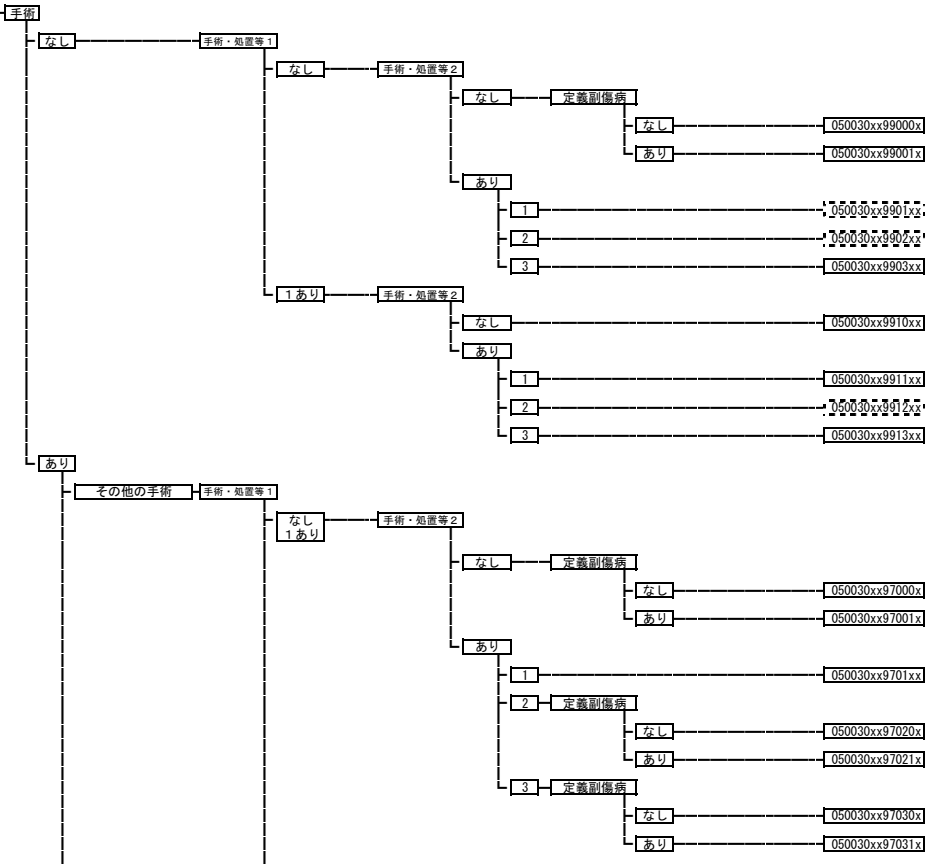 手術
なし 手術・処置等1
なし 手術・処置等2
なし 定義副傷病
なし 050030xx99000x
あり 050030xx99001x
あり
1 050030xx9901xx
2 050030xx9902xx
3 050030xx9903xx
1あり 手術・処置等2
なし 050030xx9910xx
あり
1 050030xx9911xx
2 050030xx9912xx
3 050030xx9913xx
あり
その他の手術 手術・処置等1
なし 手術・処置等2
1あり
なし 定義副傷病
なし 050030xx97000x
あり 050030xx97001x
あり
1 050030xx9701xx
2 定義副傷病
なし 050030xx97020x
あり 050030xx97021x
3 定義副傷病
なし 050030xx97030x
あり 050030xx97031x